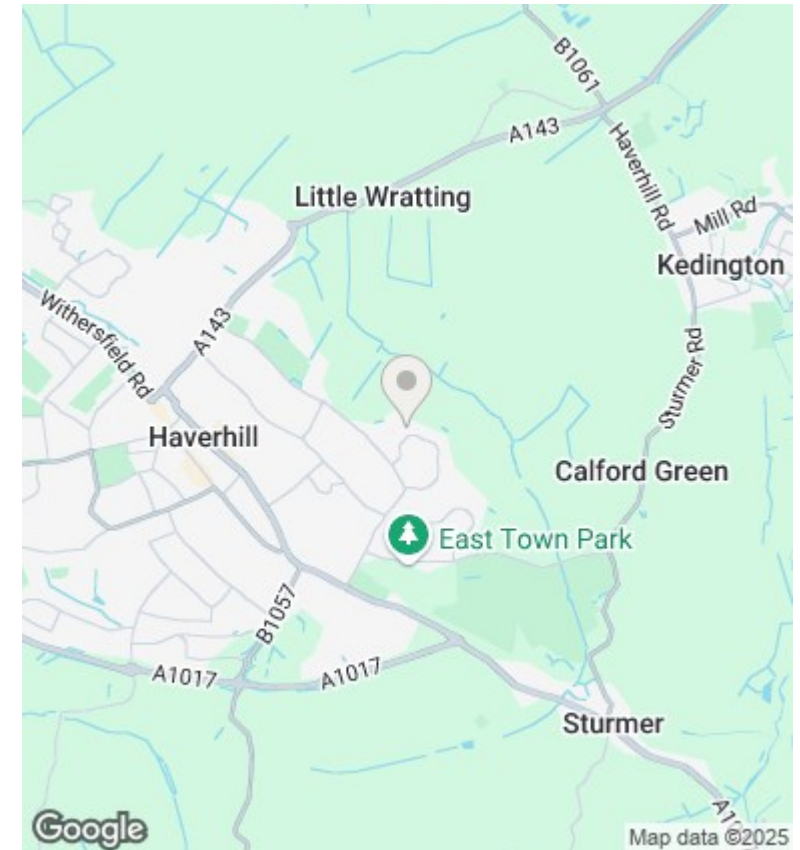 B1061
A143
Haverhill Rd
Little Wratting
Mill Rd
Kedington
Withersfield Rd
A143
Sturmer Rd
Haverhill
Calford Green
East Town Park
B1057
A1017
A1017
Sturmer
Google
Map data ©2025